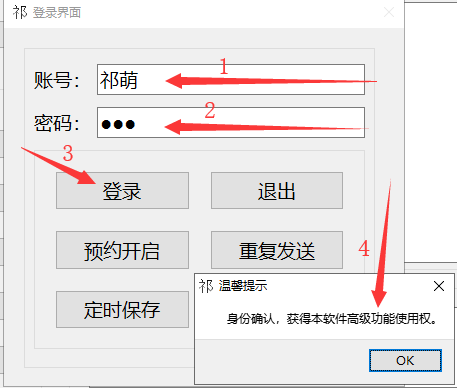 祁 登录界面
账号： 祁萌
1
密码： ●●●
2
3
登录 退出
预约开启 重复发送
4
定时保存
祁 温馨提示
身份确认，获得本软件高级功能使用权。
OK